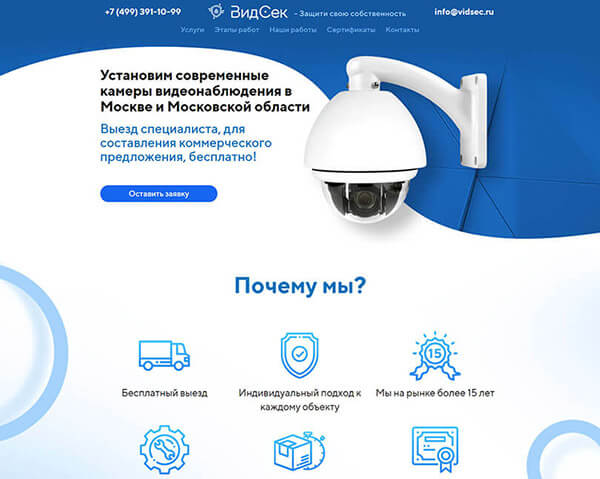 +7 (499) 391-10-99
ВидСек - Защити свою собственность
info@vidsec.ru
Услуги Этапы работ Наши работы Сертификаты Контакты
Установим современные
камеры видеонаблюдения в
Москве и Московской области
Выезд специалиста, для
составления коммерческого
предложения, бесплатно!
Оставить заявку
Почему мы?
15
Бесплатный выезд
Индивидуальный подход к
каждому объекту
Мы на рынке более 15 лет